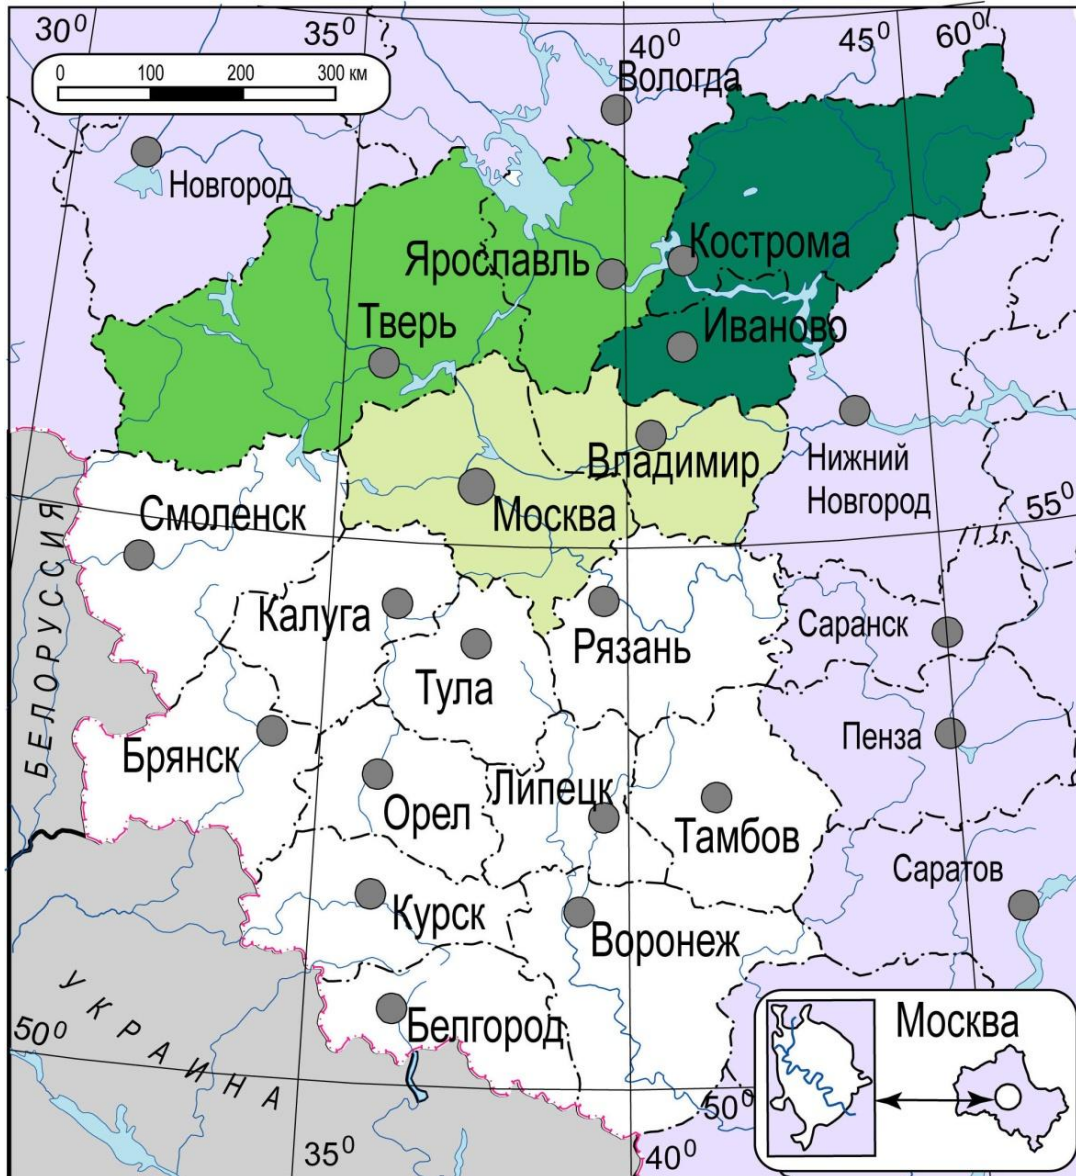 30⁰ 35⁰ 40⁰ 45⁰ 60⁰
0 100 200 300 км
Вологда
Новгород
Кострома
Ярославль
Тверь
Иваново
Владимир
Нижний
Новгород
Смоленск
Москва
55⁰
БЕЛОРУССИЯ
Калуга
Рязань
Саранск
Тула
Брянск
Пенза
Липецк
Орел
Тамбов
Саратов
Курск
Воронеж
УКРАИНА
Белгород
50⁰
Москва
50⁰
35⁰
40⁰